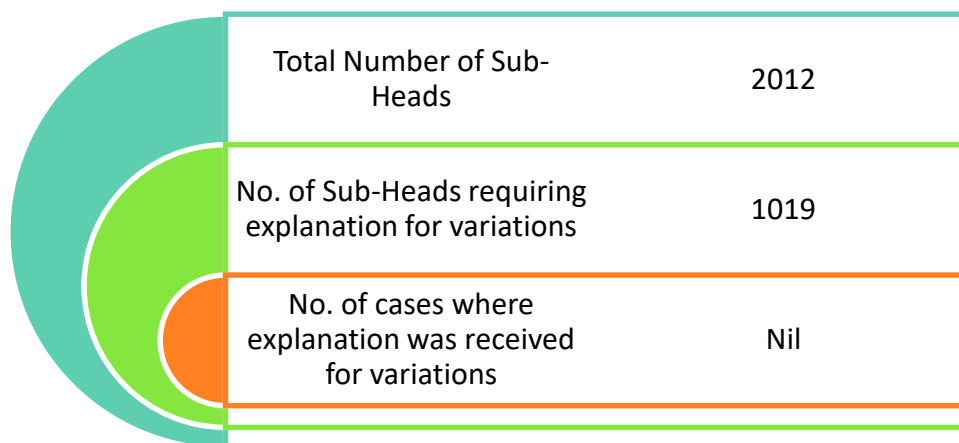 Total Number of Sub-
Heads
2012
No. of Sub-Heads requiring
explanation for variations
1019
No. of cases where
explanation was received
for variations
Nil